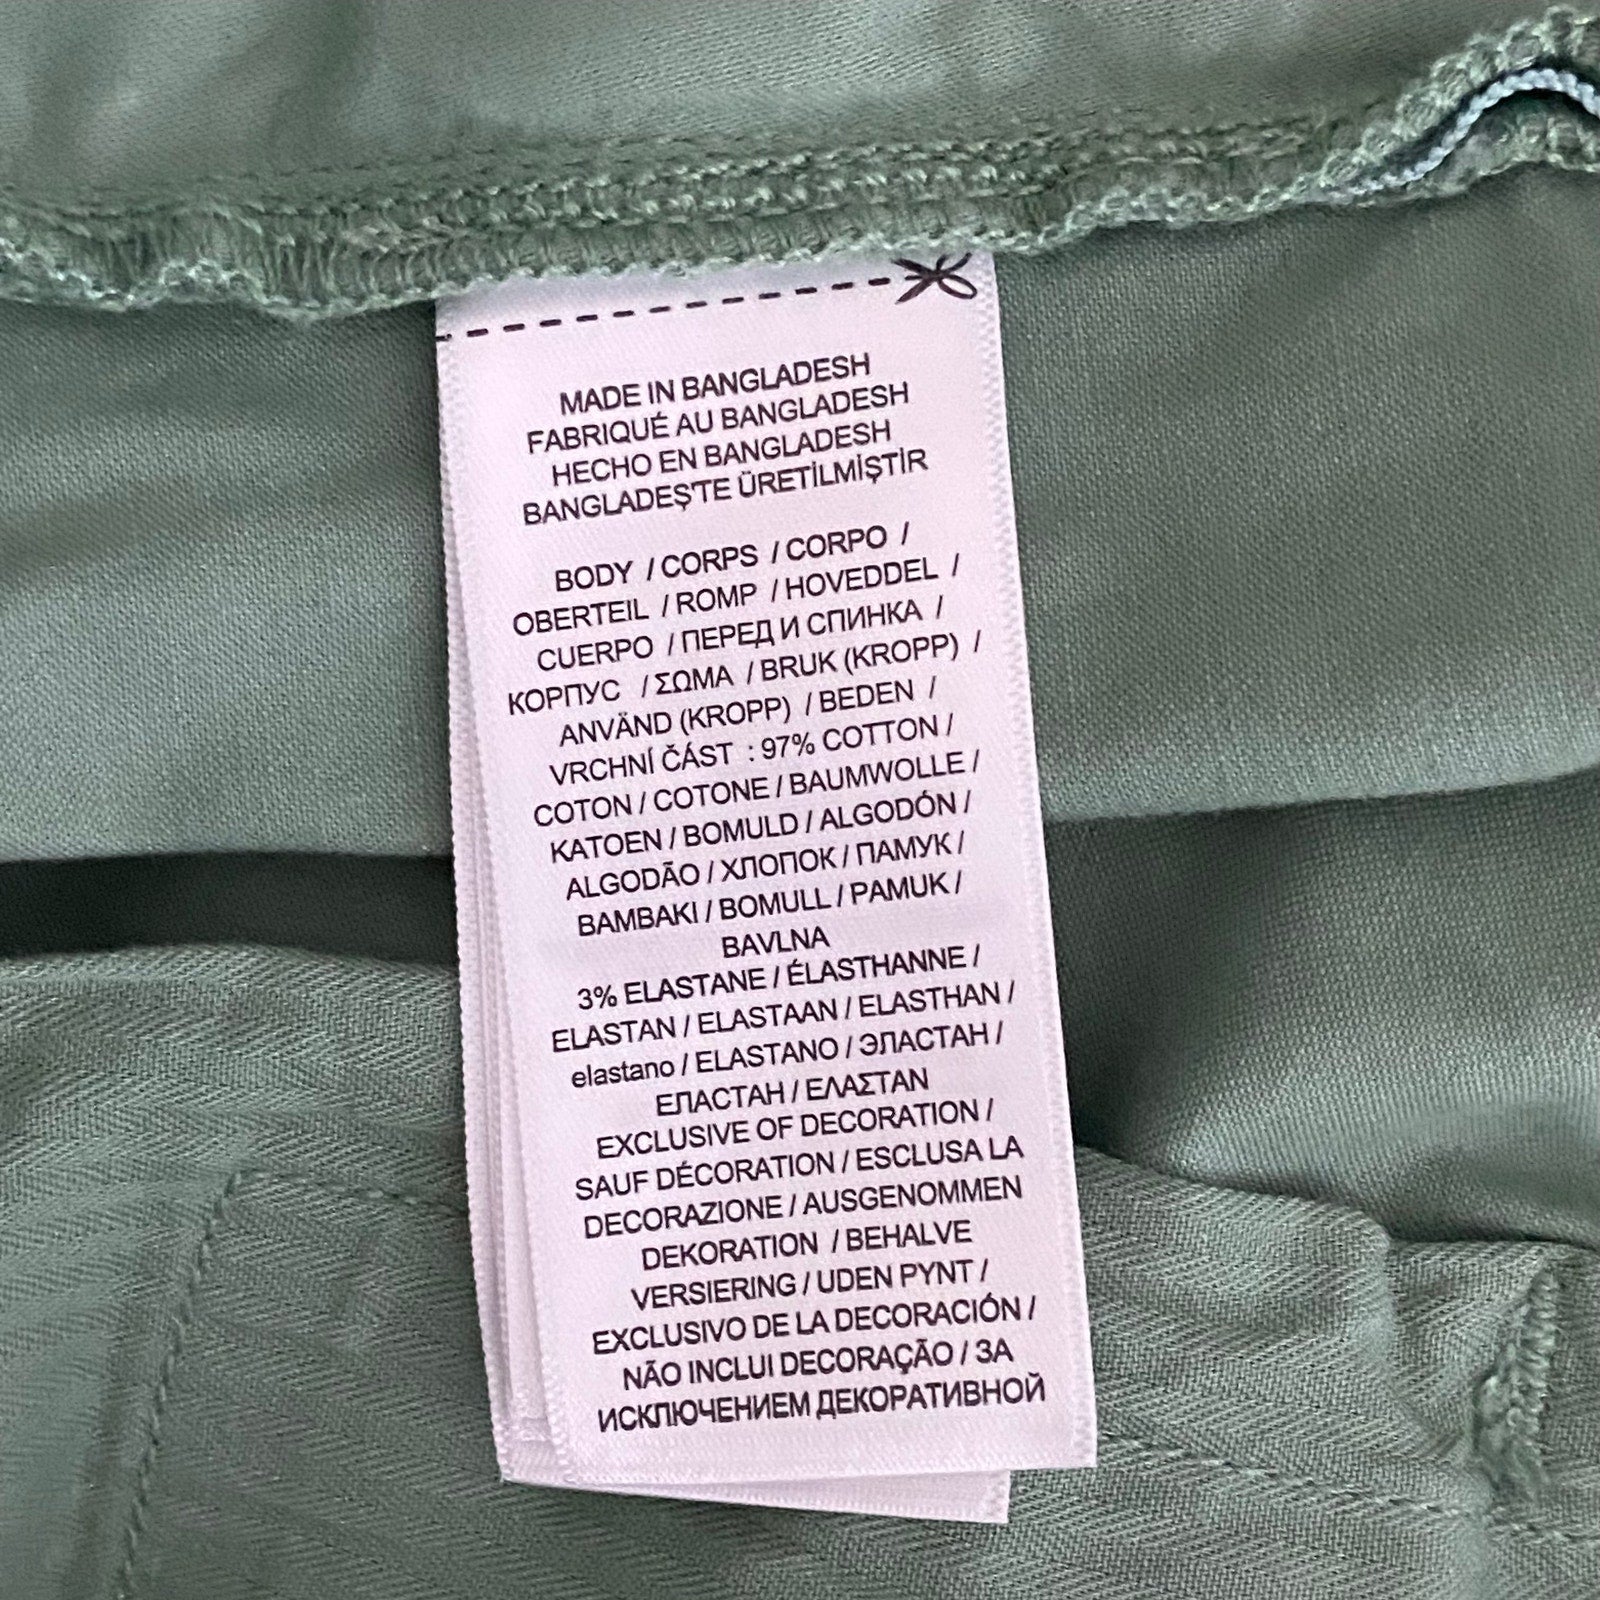 MADE IN BANGLADESH
FABRIQUÉ AU BANGLADESH
HECHO EN BANGLADESH
BANGLADEŞ'TE ÜRETİLMİŞTİR
BODY / CORPS / CORPO /
OBERTEIL / ROMP / HOVEDDEL /
CUERPO / ПЕРЕД И СПИНКА /
КОРПУС / ΣΩΜΑ / BRUK (KROPP) /
ANVÄND (KROPP) / BEDEN /
VRCHNÍ ČÁST : 97% COTTON /
COTON / COTONE / BAUMWOLLE /
KATOEN / BOMULD / ALGODÓN /
ALGODÃO / ХЛОПОК / ПАМУК /
BAMBAKI / BOMULL / PAMUK /
BAVLNA
3% ELASTANE / ÉLASTHANNE /
ELASTAN / ELASTAAN / ELASTHAN /
elastano / ELASTANO / ЭЛАСТАН /
ЕЛАСТАН / ΕΛΑΣΤΑΝ
EXCLUSIVE OF DECORATION /
SAUF DÉCORATION / ESCLUSA LA
DECORAZIONE / AUSGENOMMEN
DEKORATION / BEHALVE
VERSIERING / UDEN PYNT /
EXCLUSIVO DE LA DECORACIÓN /
NÃO INCLUI DECORAÇÃO / ЗА
ИСКЛЮЧЕНИЕМ ДЕКОРАТИВНОЙ